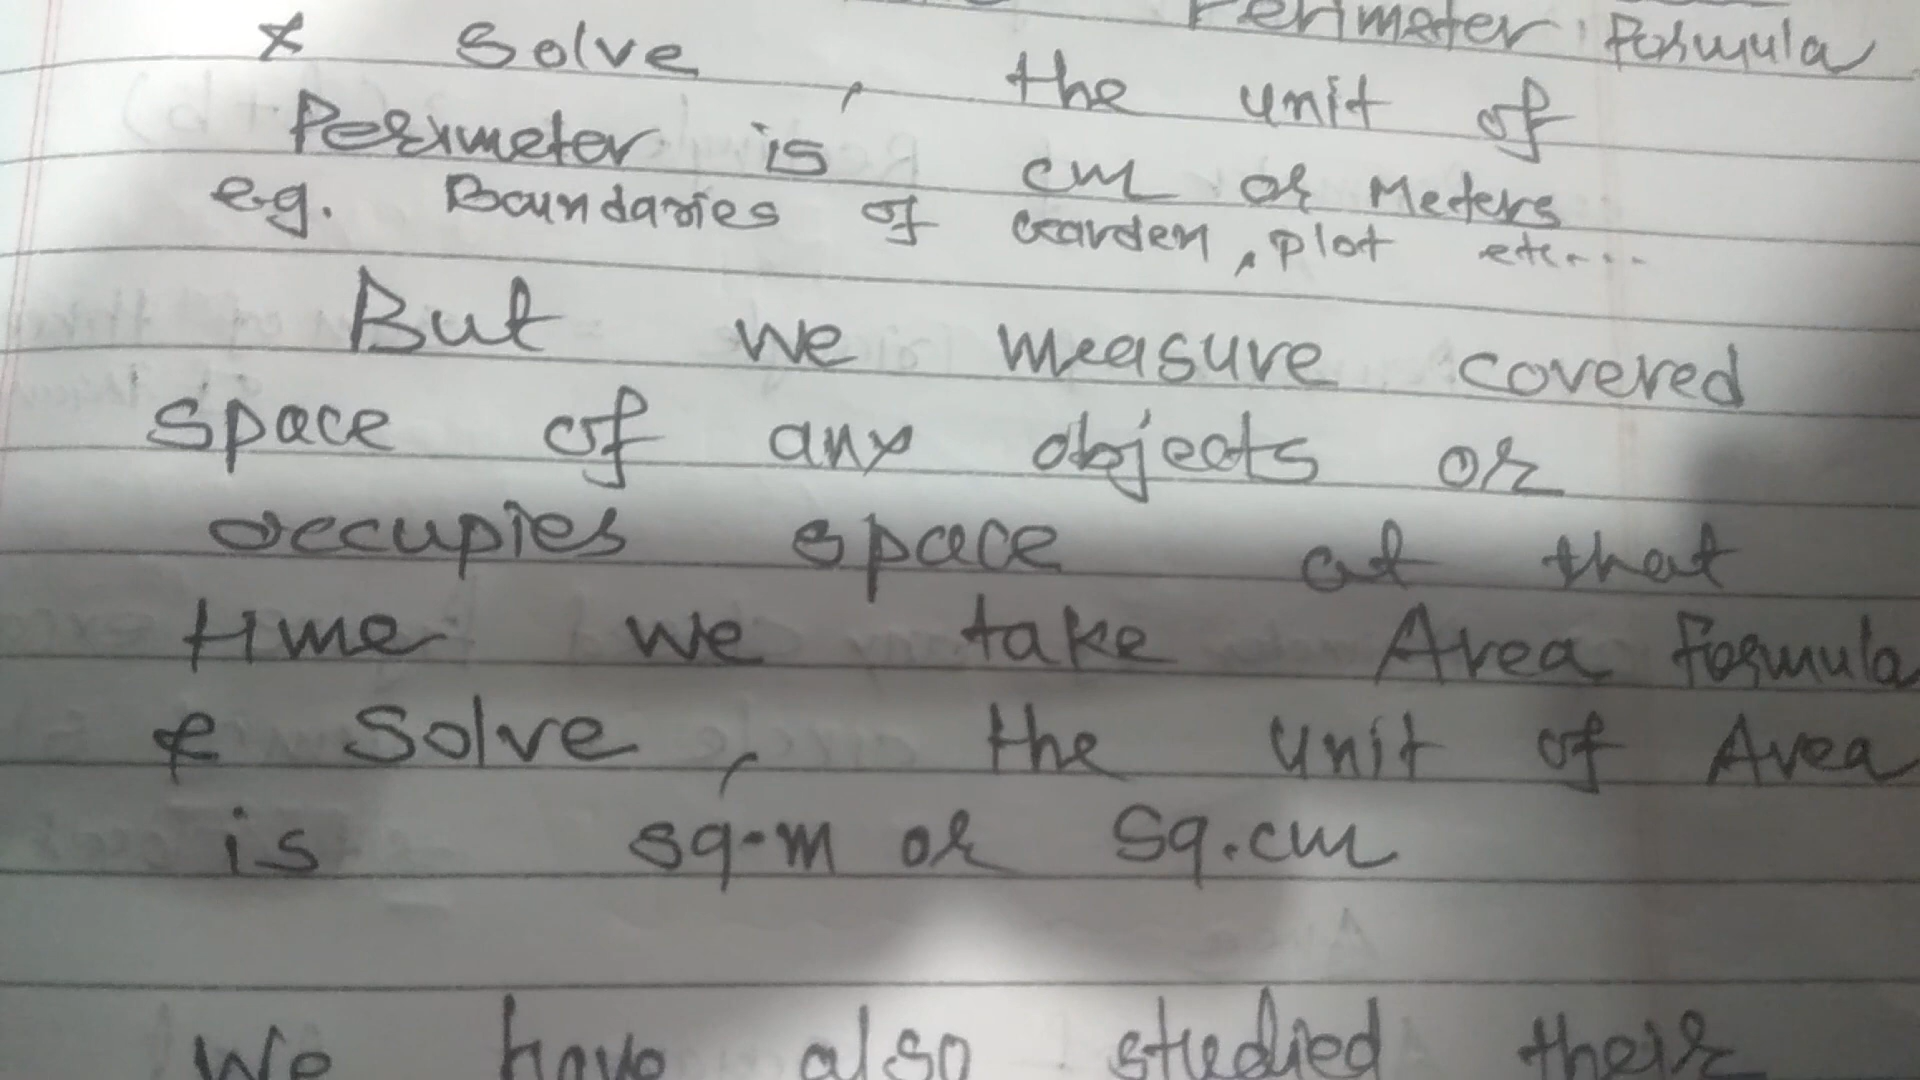 Perimeter Formula
& Solve, the unit of
Perimeter is cm or Meters
e.g. Boundaries of Garden, plot etc....
But we measure covered
space of any objects or
occupies space at that
time we take Area formula
& Solve, the unit of Area
is sq.m or Sq.cm
We have also studied their